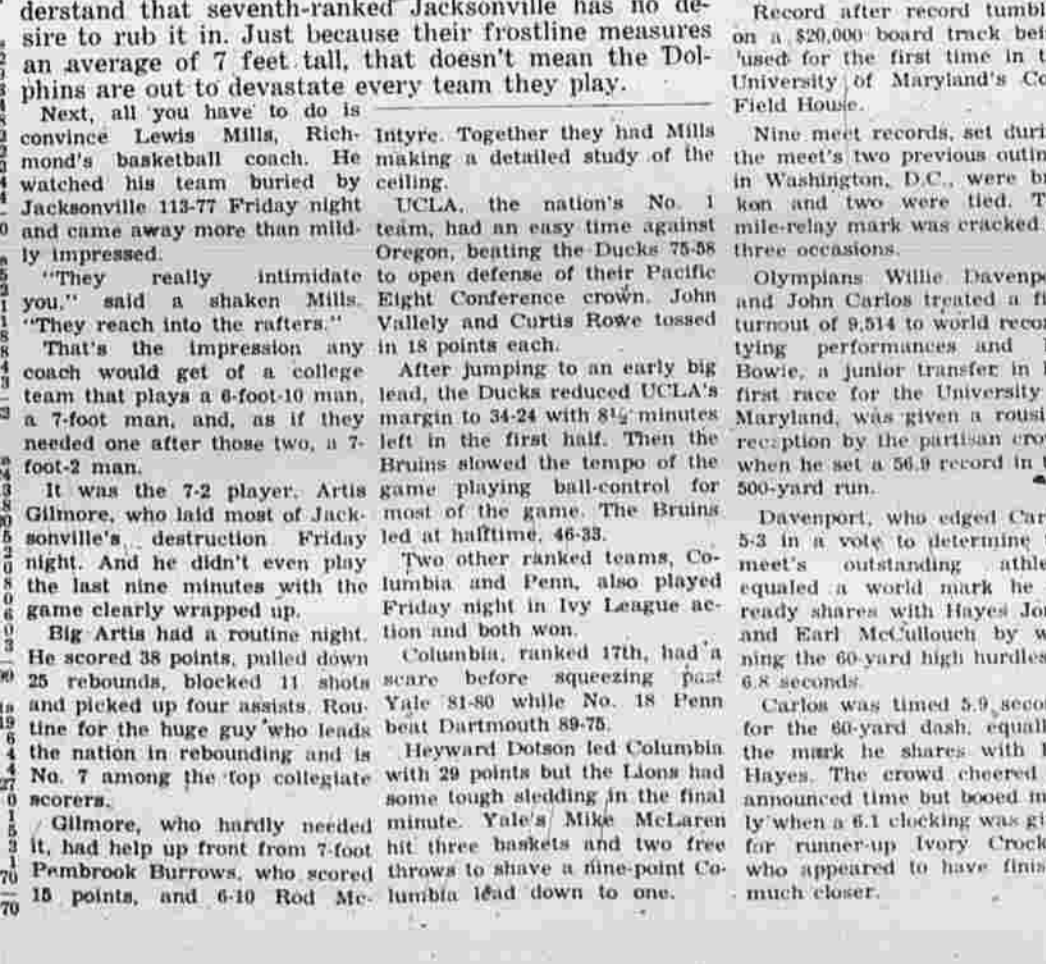 derstand that seventh-ranked Jacksonville has no de-
sire to rub it in. Just because their frostline measures
an average of 7 feet tall, that doesn't mean the Dol-
phins are out to devastate every team they play.
Next, all you have to do is
convince Lewis Mills, Rich-
mond's basketball coach. He
watched his team buried by
Jacksonville 113-77 Friday night
and came away more than mild-
ly impressed.
"They really intimidate
you," said a shaken Mills.
"They reach into the rafters."
That's the impression any
coach would get of a college
team that plays a 6-foot-10 man,
a 7-foot man, and, as if they
needed one after those two, a 7-
foot-2 man.
It was the 7-2 player, Artis
Gilmore, who laid most of Jack-
sonville's destruction Friday
night. And he didn't even play
the last nine minutes with the
game clearly wrapped up.
Big Artis had a routine night.
He scored 38 points, pulled down
25 rebounds, blocked 11 shots
and picked up four assists. Rou-
tine for the huge guy who leads
the nation in rebounding and is
No. 7 among the top collegiate
scorers.
Gilmore, who hardly needed
it, had help up front from 7-foot
Pembrook Burrows, who scored
15 points, and 6-10 Rod Mc-
Intyre. Together they had Mills
making a detailed study of the
ceiling.
UCLA, the nation's No. 1
team, had an easy time against
Oregon, beating the Ducks 75-58
to open defense of their Pacific
Eight Conference crown. John
Vallely and Curtis Rowe tossed
in 18 points each.
After jumping to an early big
lead, the Ducks reduced UCLA's
margin to 34-24 with 8½ minutes
left in the first half. Then the
Bruins slowed the tempo of the
game playing ball-control for
most of the game. The Bruins
led at halftime, 46-33.
Two other ranked teams, Co-
lumbia and Penn, also played
Friday night in Ivy League ac-
tion and both won.
Columbia, ranked 17th, had a
scare before squeezing past
Yale 81-80 while No. 18 Penn
beat Dartmouth 89-75.
Heyward Dotson led Columbia
with 29 points but the Lions had
some tough sledding in the final
minute. Yale's Mike McLaren
hit three baskets and two free
throws to shave a nine-point Co-
lumbia lead down to one.
Record after record tumbl
on a $20,000 board track bei
used for the first time in t
University of Maryland's Co
Field House.
Nine meet records, set duri
the meet's two previous outin
in Washington, D.C., were br
kon and two were tied. T
mile-relay mark was cracked
three occasions.
Olympians Willie Davenpo
and John Carlos treated a fi
turnout of 9,514 to world recor
tying performances and
Bowie, a junior transfer in
first race for the University
Maryland, was given a rousi
reception by the partisan cro
when he set a 56.9 record in t
500-yard run.
Davenport, who edged Car
5-3 in a vote to determine
meet's outstanding athle
equaled a world mark he
ready shares with Hayes Jo
and Earl McCullouch by w
ning the 60-yard high hurdles
6.8 seconds.
Carlos was timed 5.9 secon
for the 60-yard dash, equall
the mark he shares with
Hayes. The crowd cheered
announced time but booed m
ly when a 6.1 clocking was gi
for runner-up Ivory Crock
who appeared to have finis
much closer.